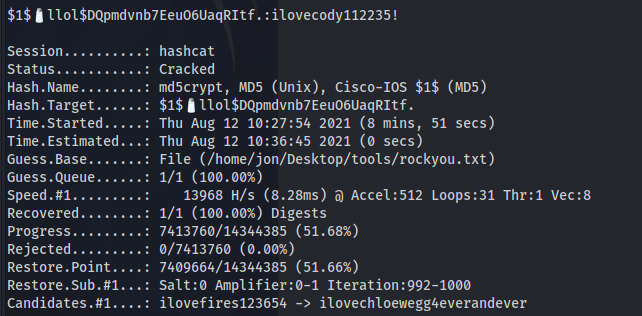 $1$🧂llol$DQpmdvnb7EeuO6UaqRItf.:ilovecody112235!
Session..........: hashcat
Status...........: Cracked
Hash.Name........: md5crypt, MD5 (Unix), Cisco-IOS $1$ (MD5)
Hash.Target......: $1$🧂llol$DQpmdvnb7EeuO6UaqRItf.
Time.Started.....: Thu Aug 12 10:27:54 2021 (8 mins, 51 secs)
Time.Estimated...: Thu Aug 12 10:36:45 2021 (0 secs)
Guess.Base.......: File (/home/jon/Desktop/tools/rockyou.txt)
Guess.Queue......: 1/1 (100.00%)
Speed.#1.........:    13968 H/s (8.28ms) @ Accel:512 Loops:31 Thr:1 Vec:8
Recovered........: 1/1 (100.00%) Digests
Progress.........: 7413760/14344385 (51.68%)
Rejected.........: 0/7413760 (0.00%)
Restore.Point....: 7409664/14344385 (51.66%)
Restore.Sub.#1...: Salt:0 Amplifier:0-1 Iteration:992-1000
Candidates.#1....: ilovefires123654 -> ilovechloewegg4everandever